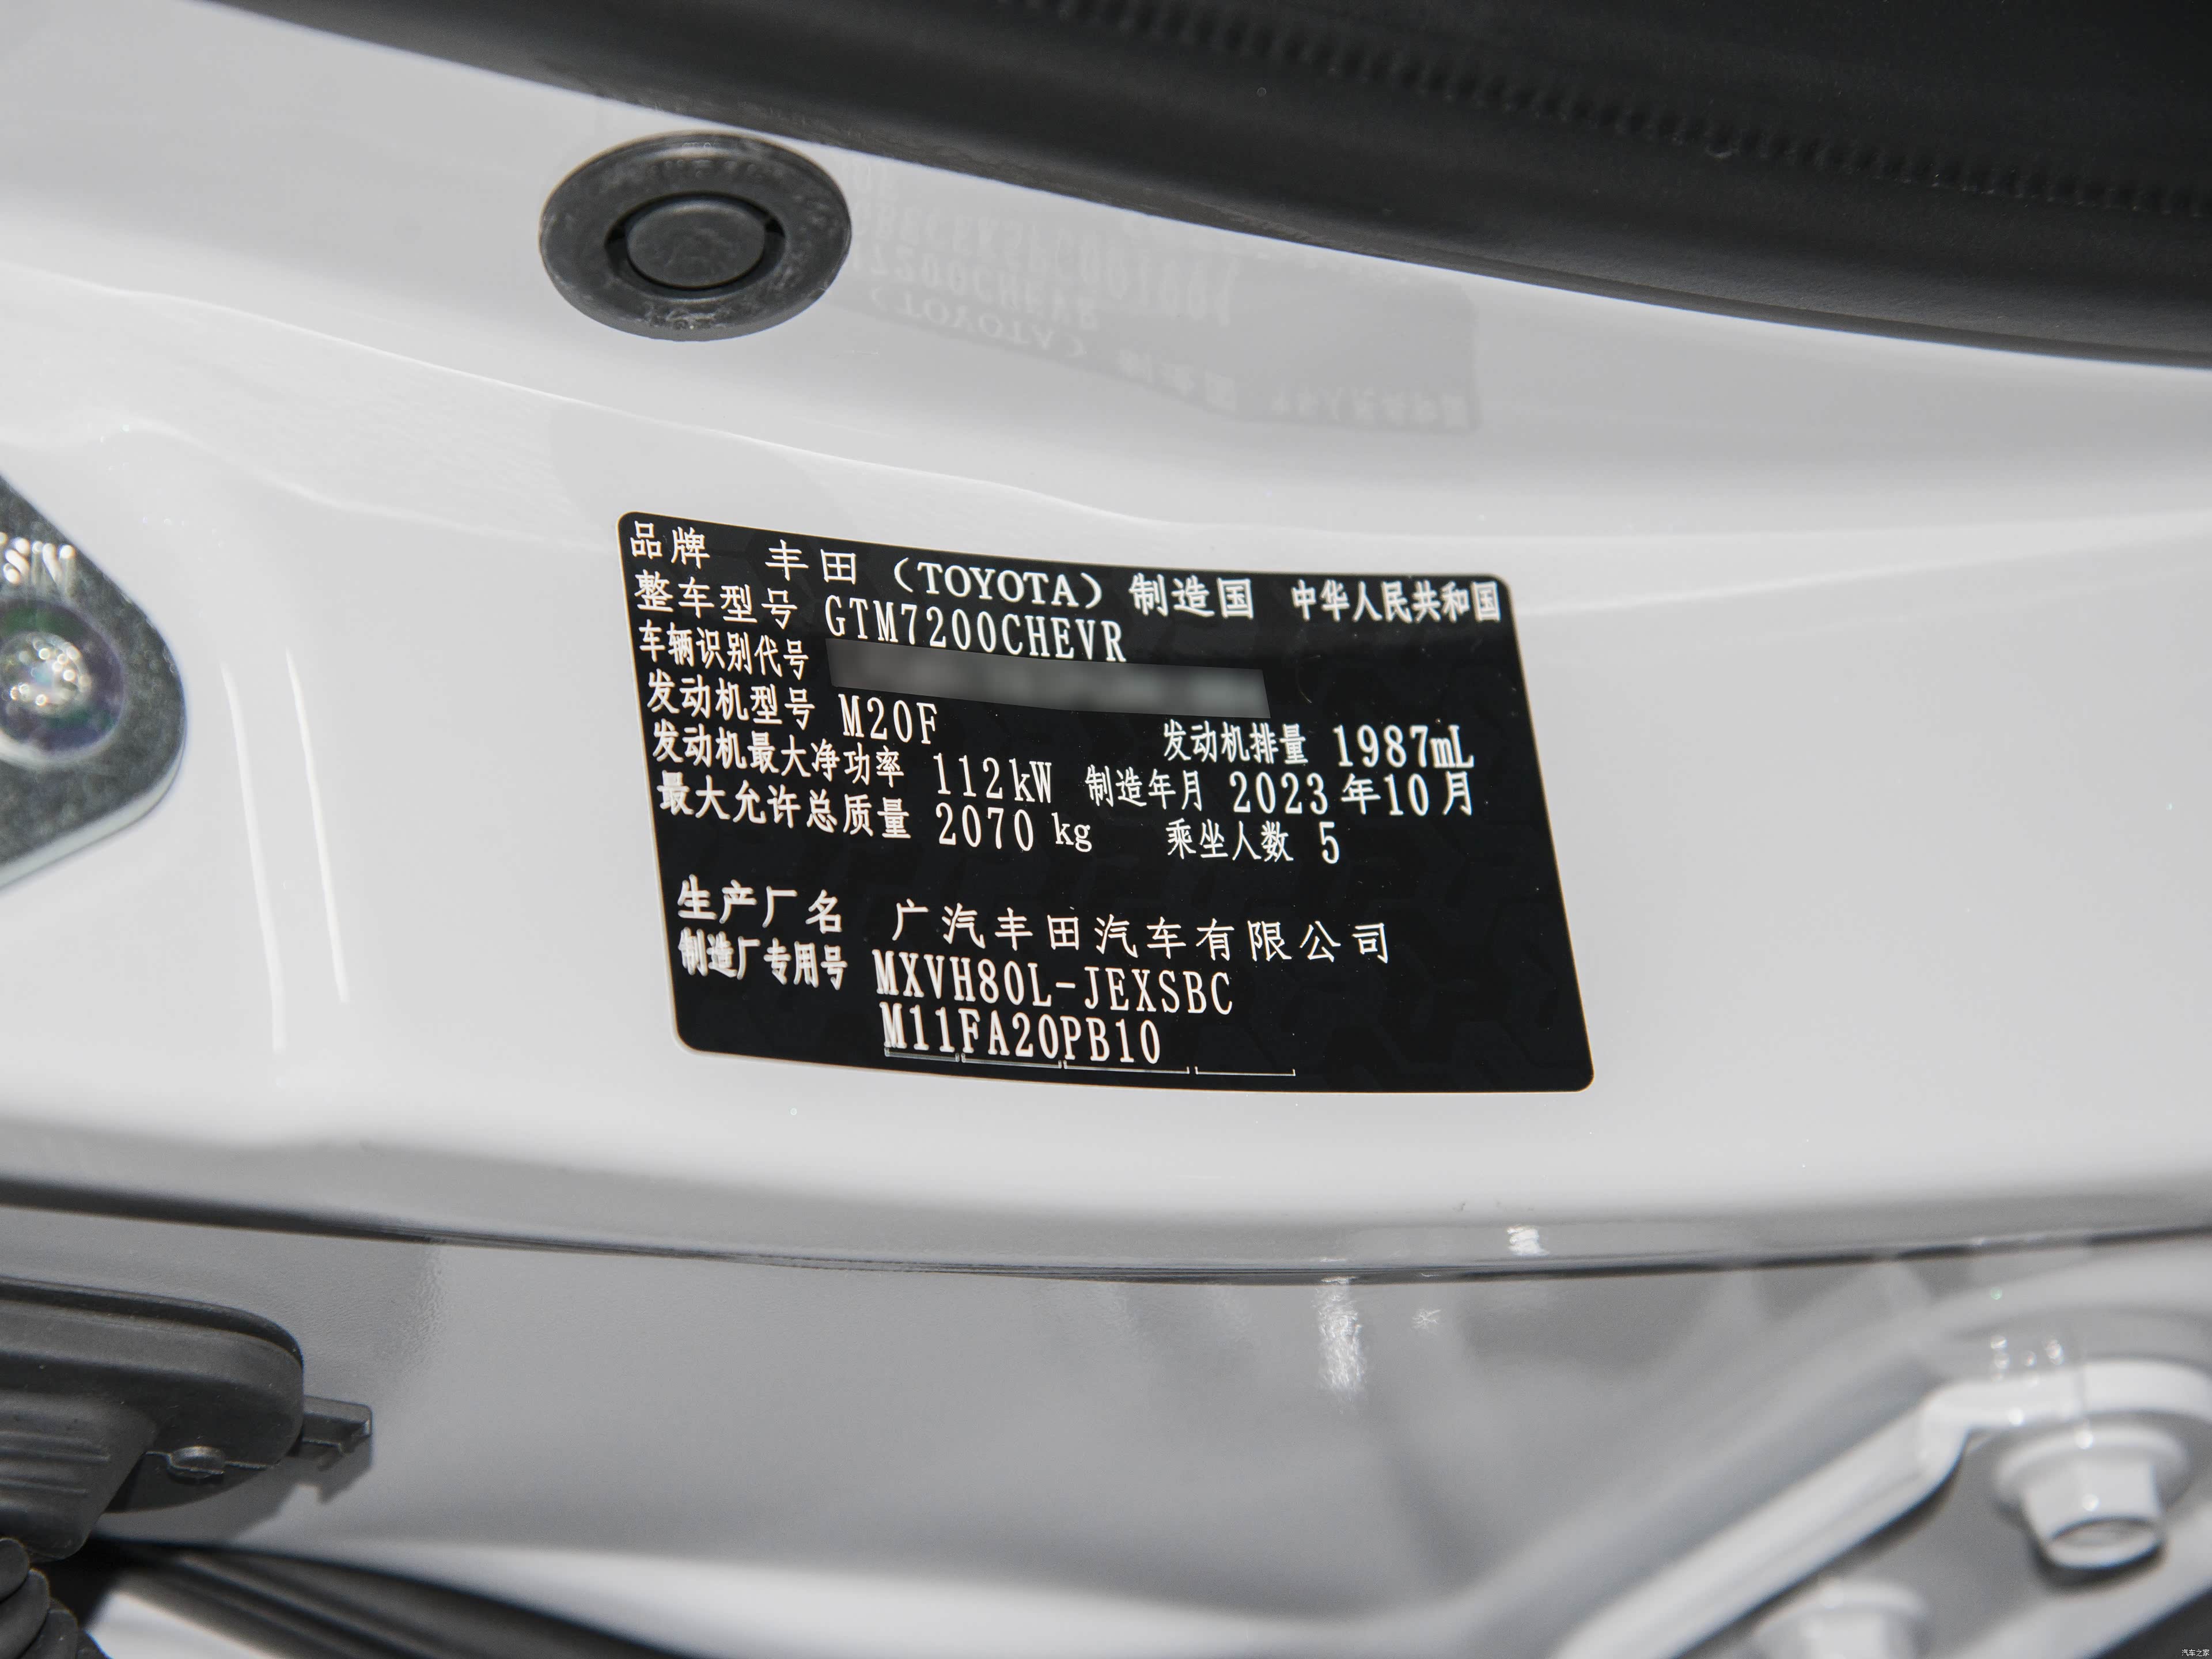 品牌 丰田（TOYOTA）制造国 中华人民共和国
整车型号 GTM7200CHEVR
车辆识别代号
发动机型号 M20F 发动机排量 1987mL
发动机最大净功率 112kW 制造年月 2023年10月
最大允许总质量 2070 kg 乘坐人数 5
生产厂名 广汽丰田汽车有限公司
制造厂专用号 MXVH80L-JEXSBC
M11FA20PB10
汽车之家